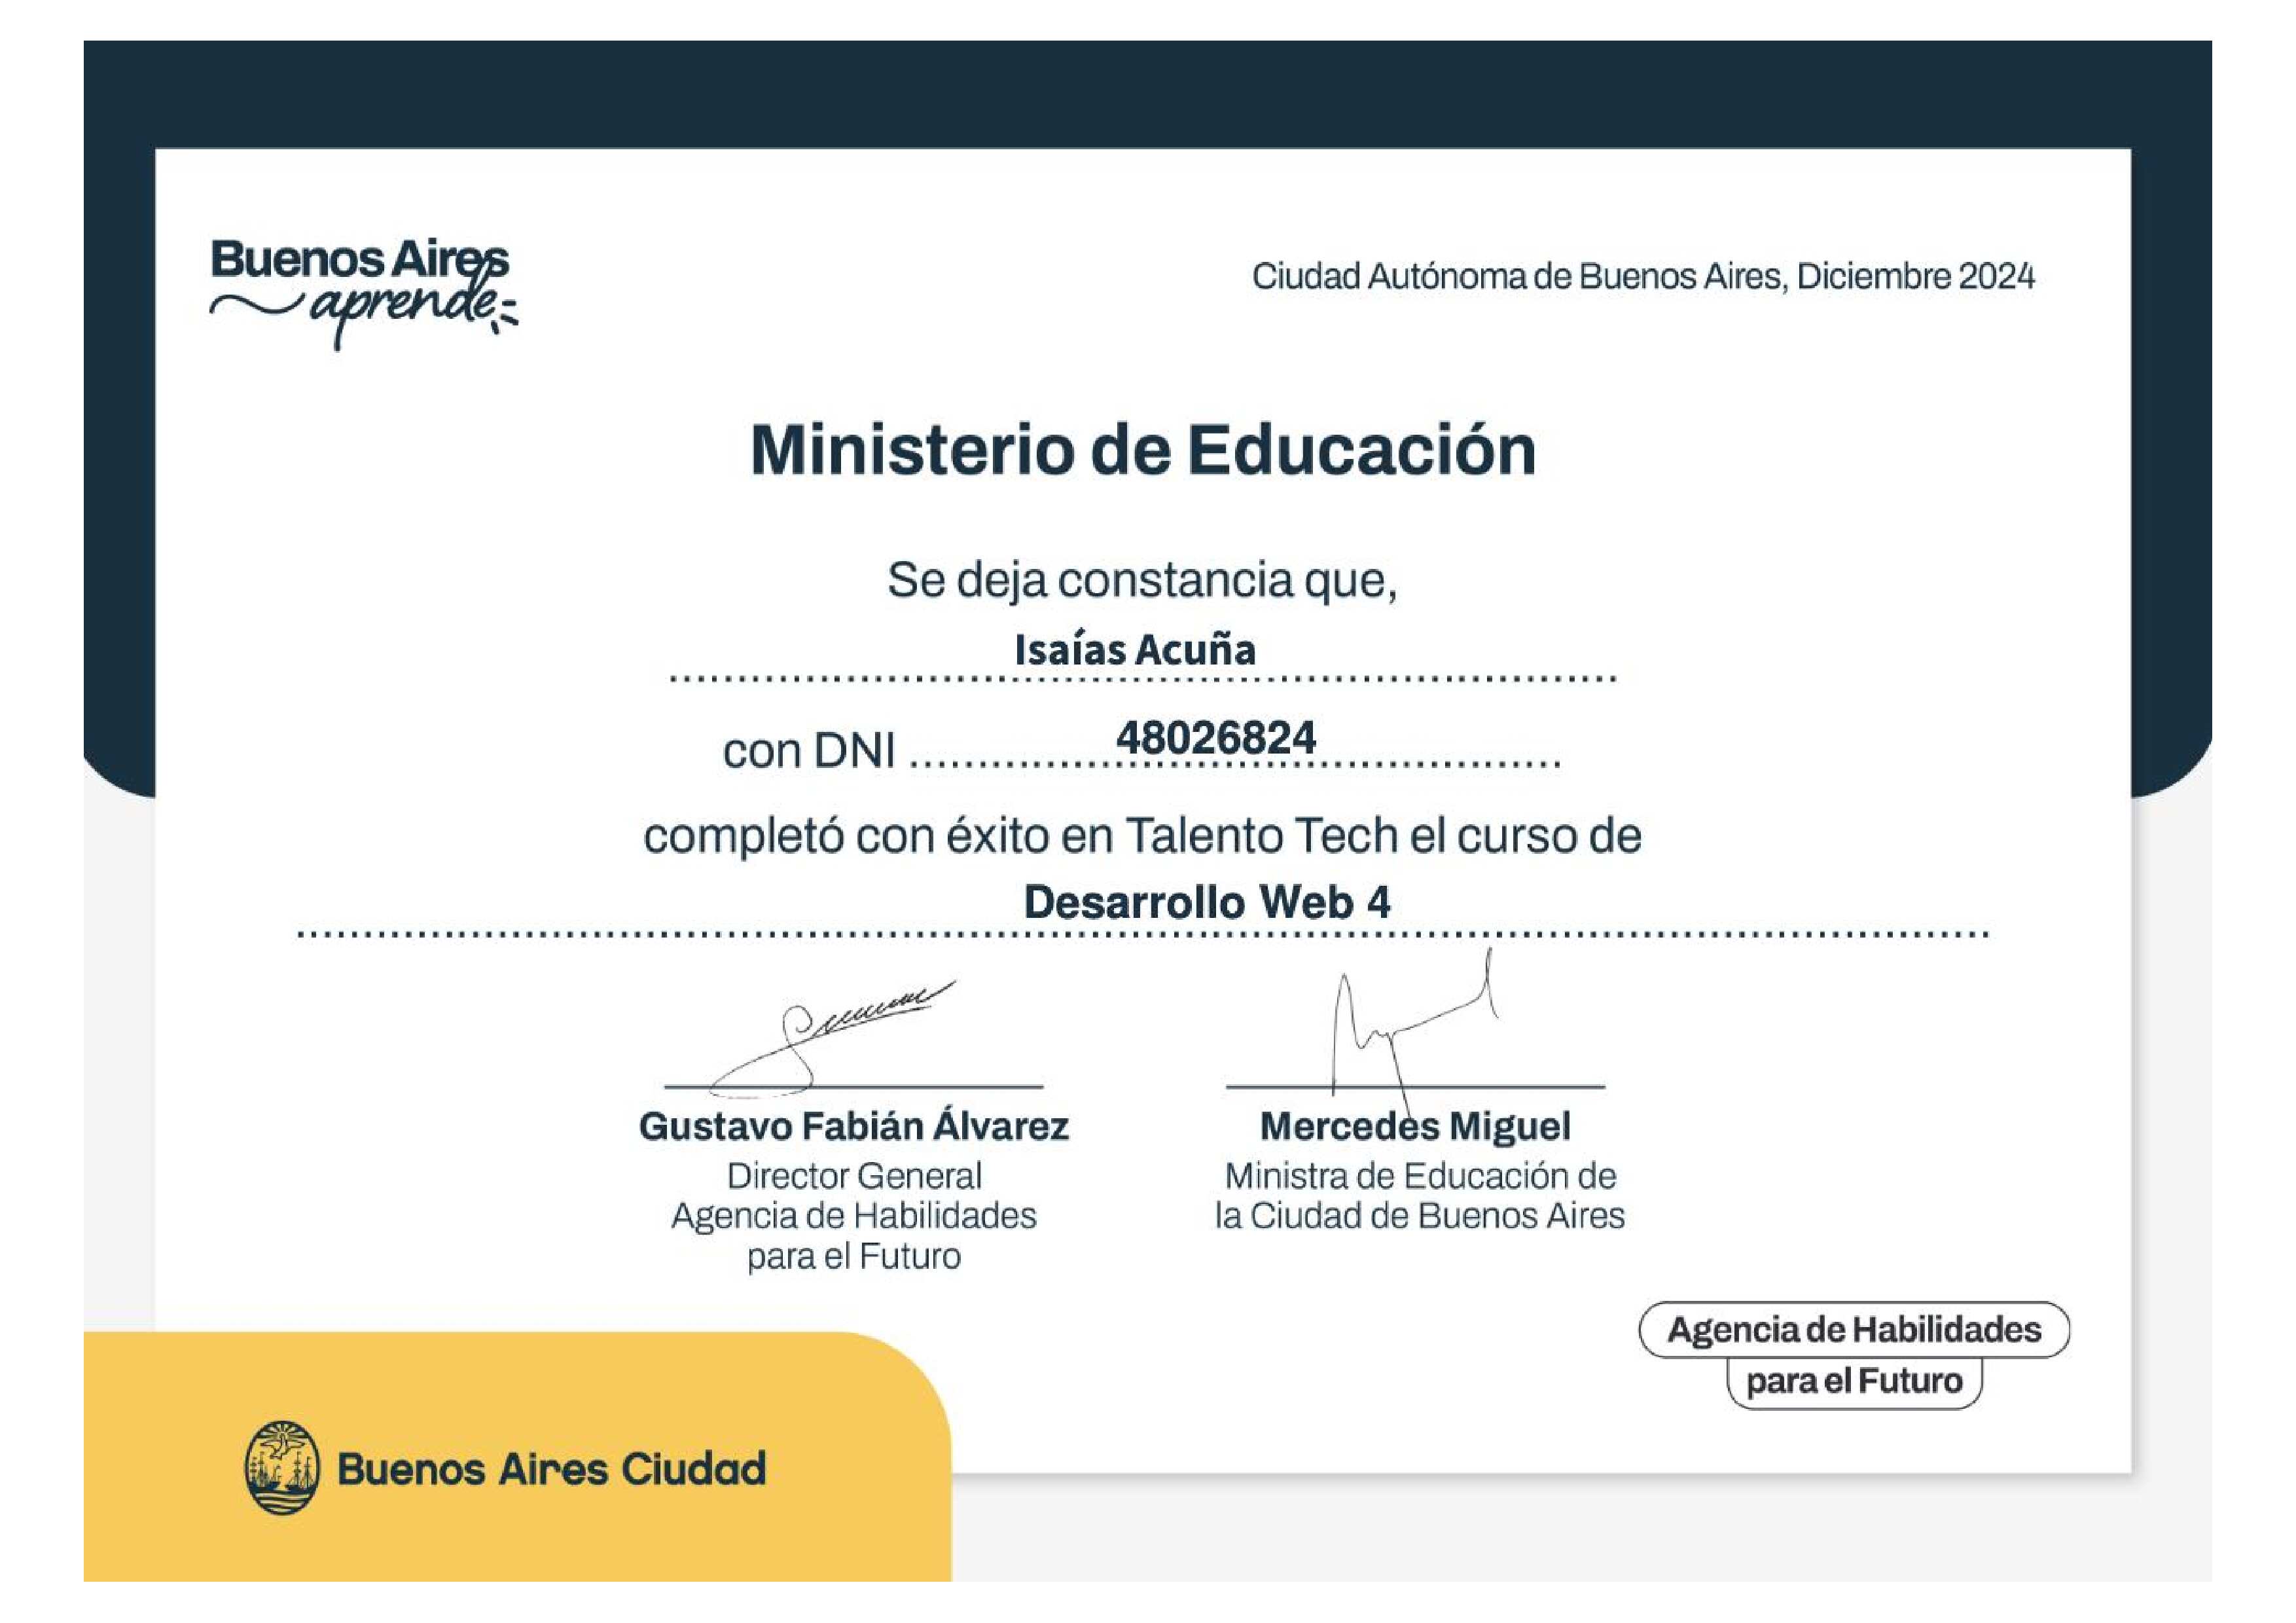 Buenos Aires
aprende
Ciudad Autónoma de Buenos Aires, Diciembre 2024
Ministerio de Educación
Se deja constancia que,
Isaías Acuña
con DNI 48026824
completó con éxito en Talento Tech el curso de
Desarrollo Web 4
Gustavo Fabián Álvarez
Director General
Agencia de Habilidades
para el Futuro
Mercedes Miguel
Ministra de Educación de
la Ciudad de Buenos Aires
Agencia de Habilidades
para el Futuro
Buenos Aires Ciudad